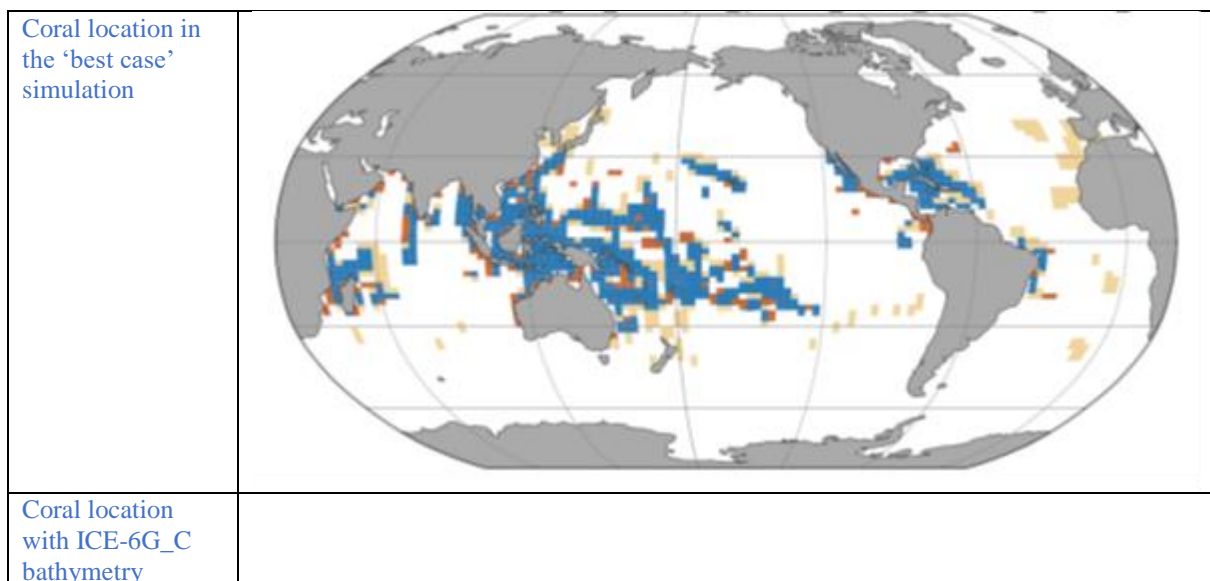 Coral location in
the ‘best case’
simulation
Coral location
with ICE-6G_C
bathymetry